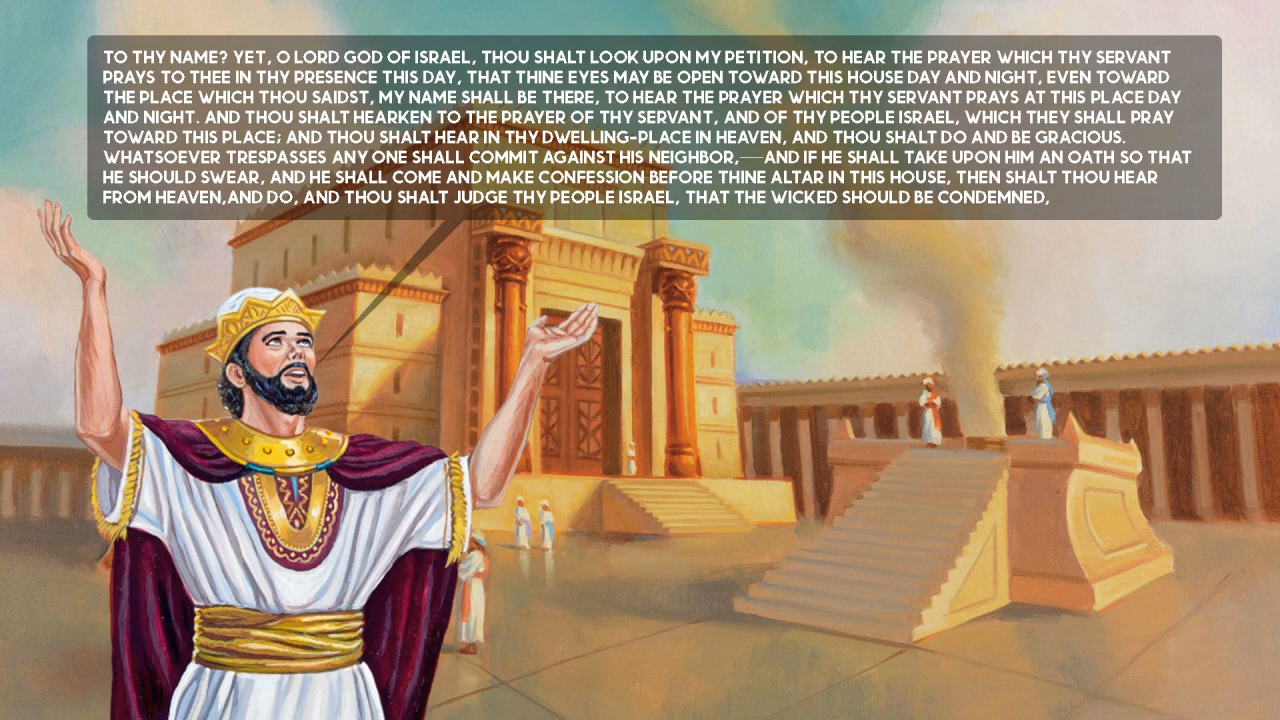 TO THY NAME? YET, O LORD GOD OF ISRAEL, THOU SHALT LOOK UPON MY PETITION, TO HEAR THE PRAYER WHICH THY SERVANT
PRAYS TO THEE IN THY PRESENCE THIS DAY, THAT THINE EYES MAY BE OPEN TOWARD THIS HOUSE DAY AND NIGHT, EVEN TOWARD
THE PLACE WHICH THOU SAIDST, MY NAME SHALL BE THERE, TO HEAR THE PRAYER WHICH THY SERVANT PRAYS AT THIS PLACE DAY
AND NIGHT. AND THOU SHALT HEARKEN TO THE PRAYER OF THY SERVANT, AND OF THY PEOPLE ISRAEL, WHICH THEY SHALL PRAY
TOWARD THIS PLACE; AND THOU SHALT HEAR IN THY DWELLING-PLACE IN HEAVEN, AND THOU SHALT DO AND BE GRACIOUS.
WHATSOEVER TRESPASSES ANY ONE SHALL COMMIT AGAINST HIS NEIGHBOR,—AND IF HE SHALL TAKE UPON HIM AN OATH SO THAT
HE SHOULD SWEAR, AND HE SHALL COME AND MAKE CONFESSION BEFORE THINE ALTAR IN THIS HOUSE, THEN SHALT THOU HEAR
FROM HEAVEN,AND DO, AND THOU SHALT JUDGE THY PEOPLE ISRAEL, THAT THE WICKED SHOULD BE CONDEMNED,